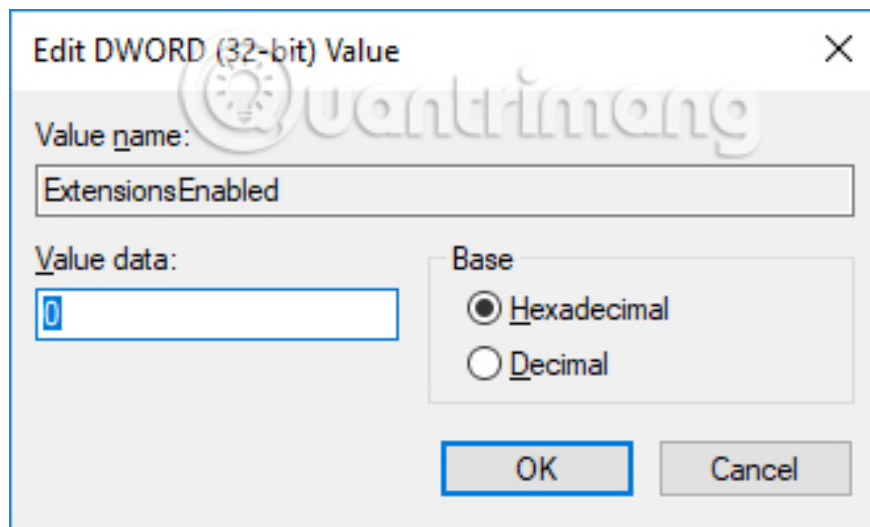 Edit DWORD (32-bit) Value
Quantrimang
Value name:
ExtensionsEnabled
Value data:
0
Base
Hexadecimal
Decimal
OK
Cancel